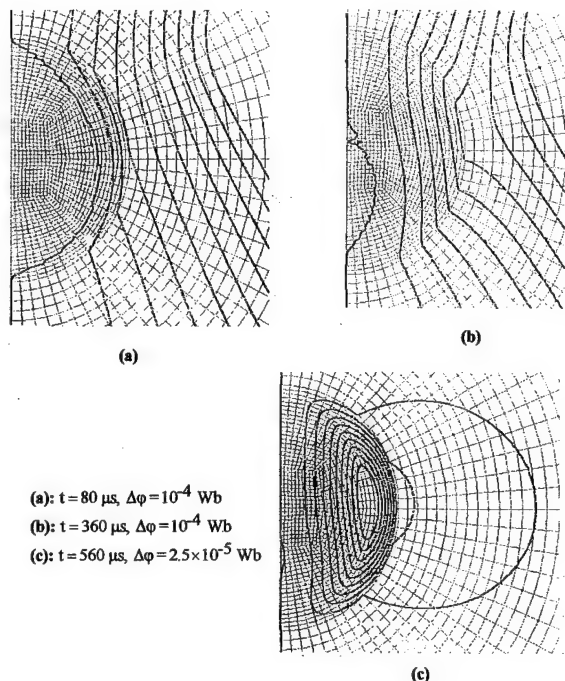 (a)
(b)
(a): t = 80 μs, Δφ = 10⁻⁴ Wb
(b): t = 360 μs, Δφ = 10⁻⁴ Wb
(c): t = 560 μs, Δφ = 2.5×10⁻⁵ Wb
(c)